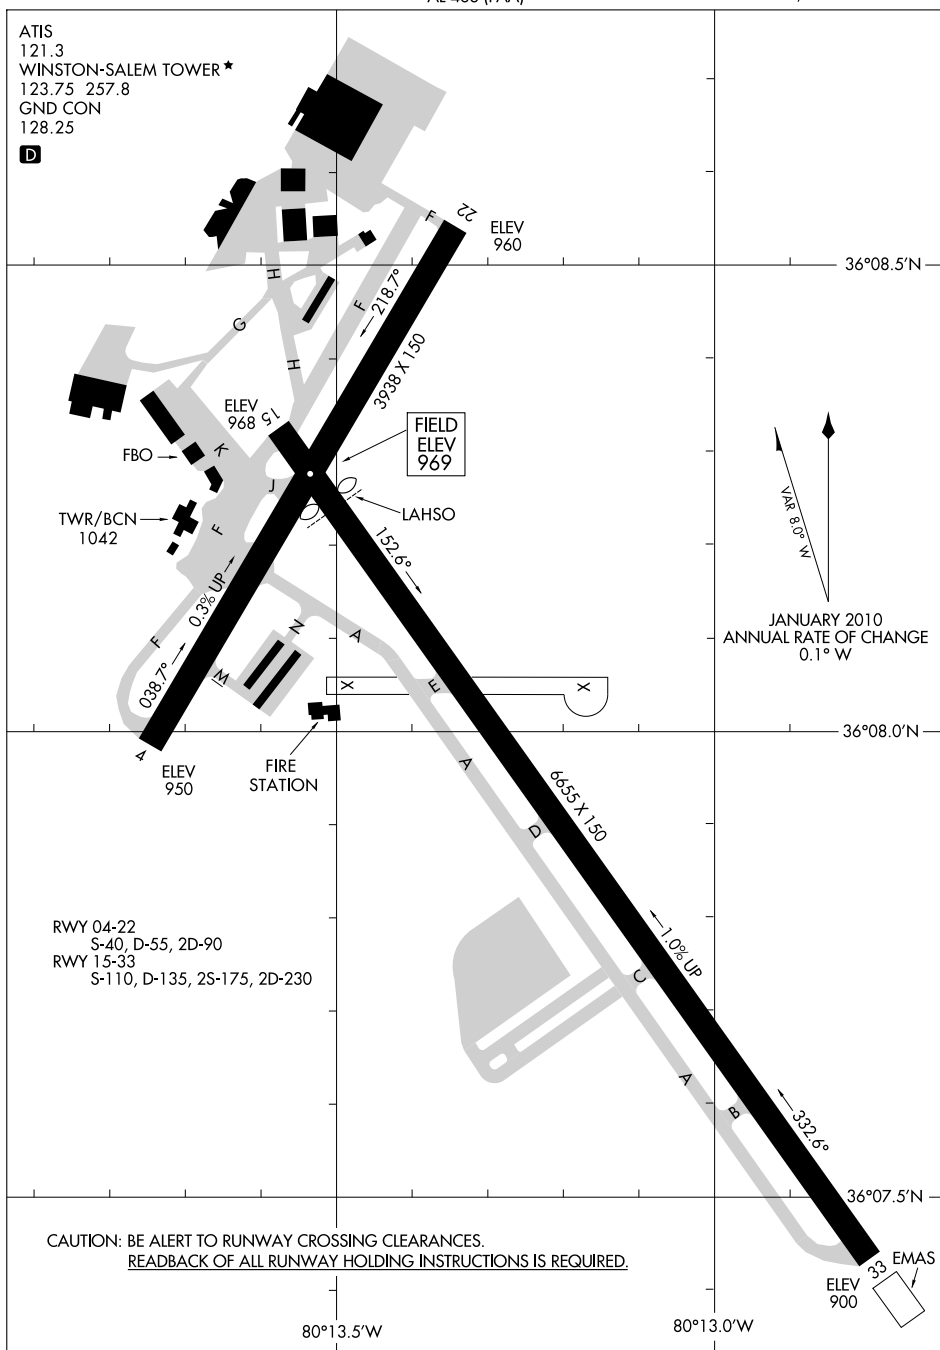 ATIS
121.3
WINSTON-SALEM TOWER★
123.75 257.8
GND CON
128.25
D
F
22
ELEV
960
36°08.5'N
H
218.7°
F
G
3938 X 150
H
ELEV
968
15
FIELD
ELEV
969
FBO
K
J
LAHSO
TWR/BCN
1042
F
152.6°
VAR 8.0° W
0.3% UP
JANUARY 2010
ANNUAL RATE OF CHANGE
0.1° W
N
A
F
038.7°
M
X
E
X
36°08.0'N
4
ELEV
950
FIRE
STATION
A
6655 X 150
D
RWY 04-22
S-40, D-55, 2D-90
RWY 15-33
S-110, D-135, 2S-175, 2D-230
1.0% UP
C
A
B
332.6°
36°07.5'N
CAUTION: BE ALERT TO RUNWAY CROSSING CLEARANCES.
READBACK OF ALL RUNWAY HOLDING INSTRUCTIONS IS REQUIRED.
33
EMAS
ELEV
900
80°13.5'W
80°13.0'W